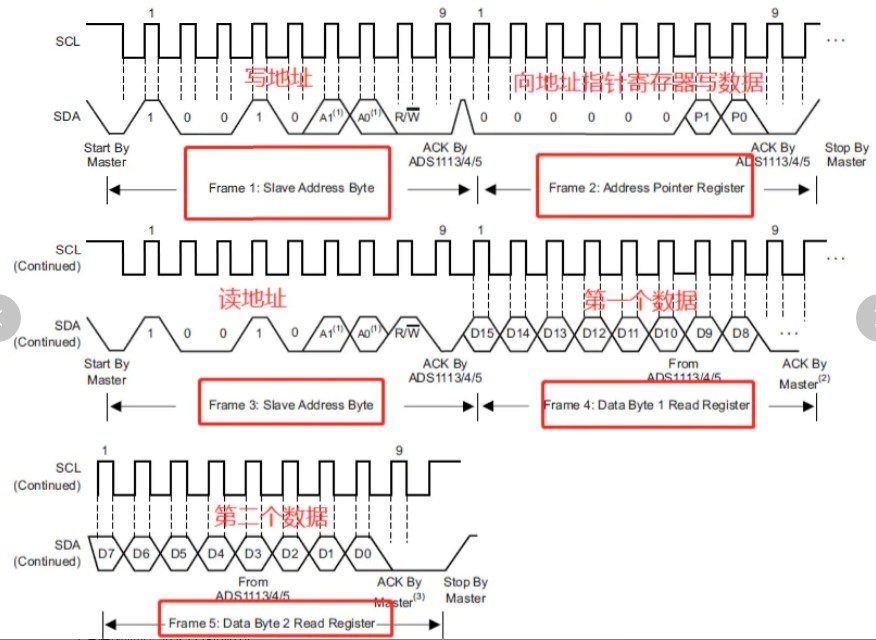 1 9 1 9
SCL ...
写地址 向地址指针寄存器写数据
SDA 1 0 0 1 0 A1(1) A0(1) R/W 0 0 0 0 0 0 P1 P0
Start By Master ACK By ADS1113/4/5 ACK By ADS1113/4/5 Stop By Master
Frame 1: Slave Address Byte Frame 2: Address Pointer Register
1 9 1 9
SCL (Continued) ...
读地址 第一个数据
SDA (Continued) 1 0 0 1 0 A1(1) A0(1) R/W D15 D14 D13 D12 D11 D10 D9 D8 ...
Start By Master ACK By ADS1113/4/5 From ADS1113/4/5 ACK By Master(2)
Frame 3: Slave Address Byte Frame 4: Data Byte 1 Read Register
1 9
SCL (Continued)
第二个数据
SDA (Continued) D7 D6 D5 D4 D3 D2 D1 D0
From ADS1113/4/5 ACK By Master(3) Stop By Master
Frame 5: Data Byte 2 Read Register